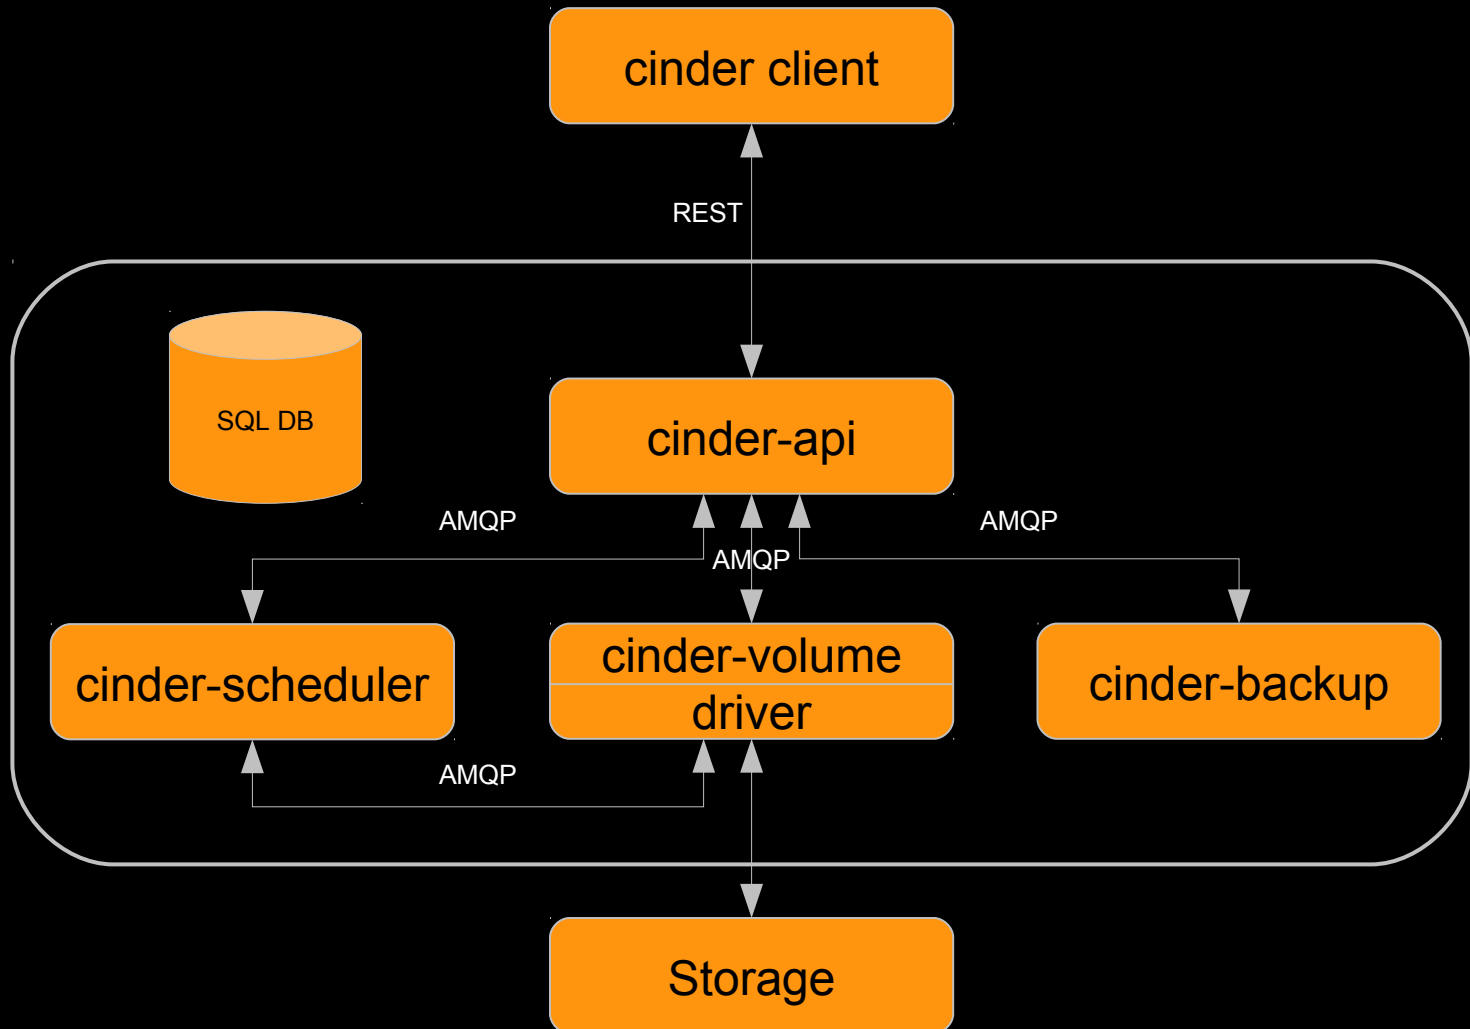 cinder client
REST
SQL DB
cinder-api
AMQP
AMQP
AMQP
cinder-scheduler
cinder-volume
driver
cinder-backup
AMQP
Storage